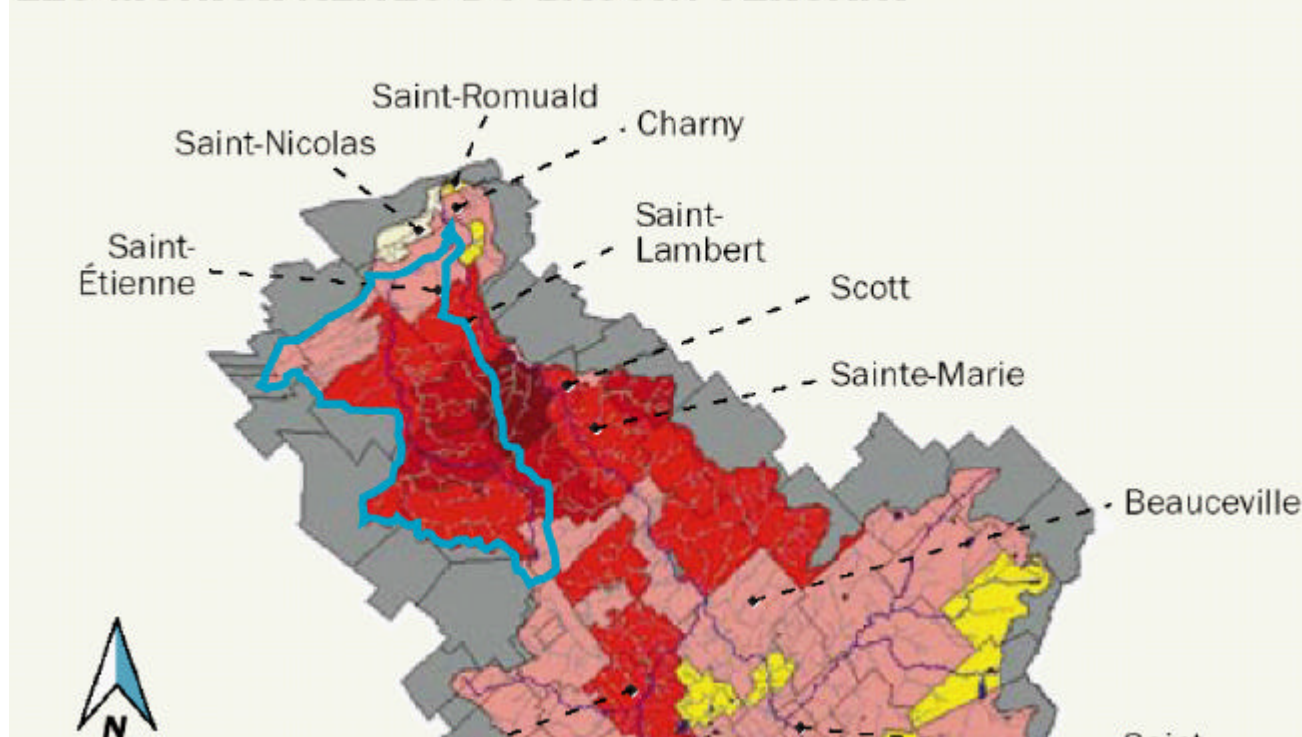 Saint-Romuald
Charny
Saint-Nicolas
Saint-
Lambert
Saint-
Étienne
Scott
Sainte-Marie
Beauceville
N